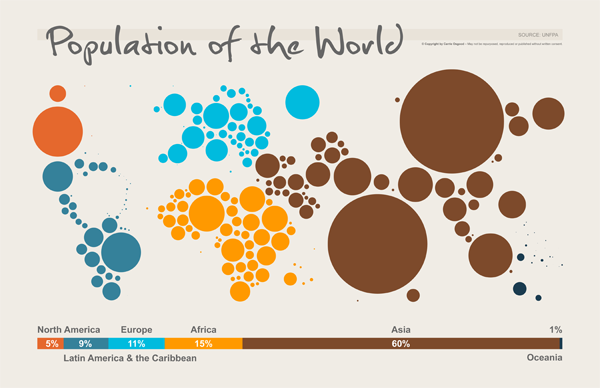 Population of the World
SOURCE: UNFPA
North America
Europe
Africa
Asia
1%
5%
9%
11%
15%
60%
Latin America & the Caribbean
Oceania